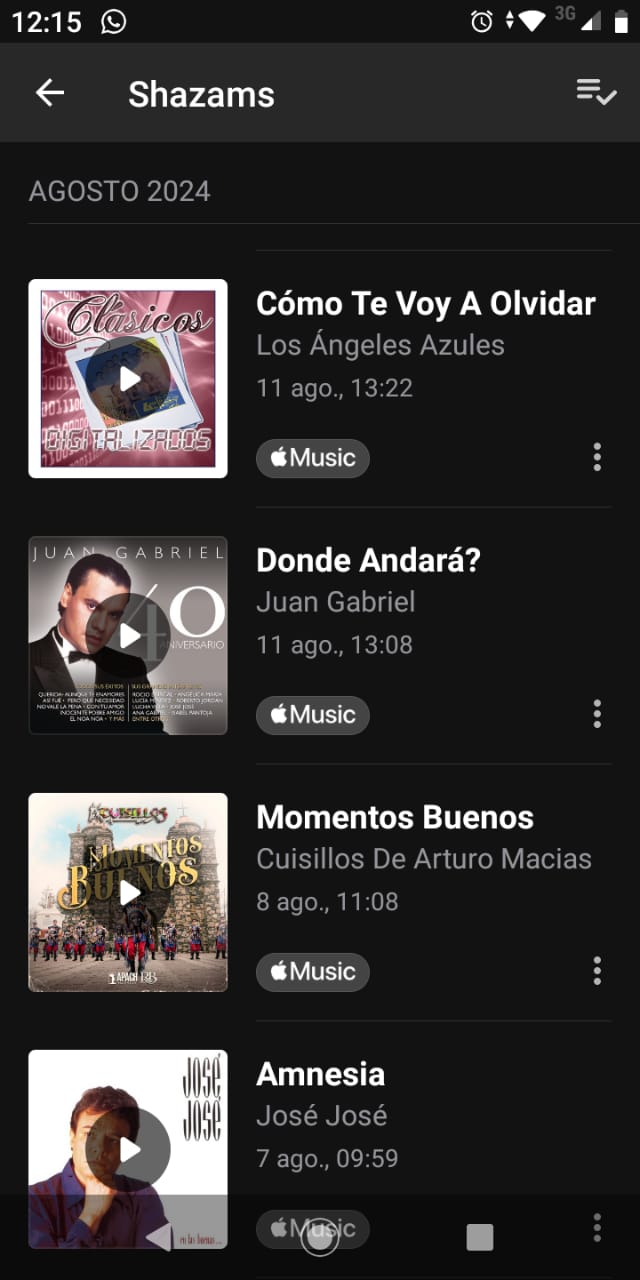 12:15
3G
Shazams
AGOSTO 2024
Clásicos
DIGITALIZADOS
Cómo Te Voy A Olvidar
Los Ángeles Azules
11 ago., 13:22
Music
JUAN GABRIEL
40
ANIVERSARIO
Donde Andará?
Juan Gabriel
11 ago., 13:08
Music
CUISILLOS
MOMENTOS
BUENOS
Momentos Buenos
Cuisillos De Arturo Macias
8 ago., 11:08
Music
JOSÉ
JOSÉ
Amnesia
José José
7 ago., 09:59
Music